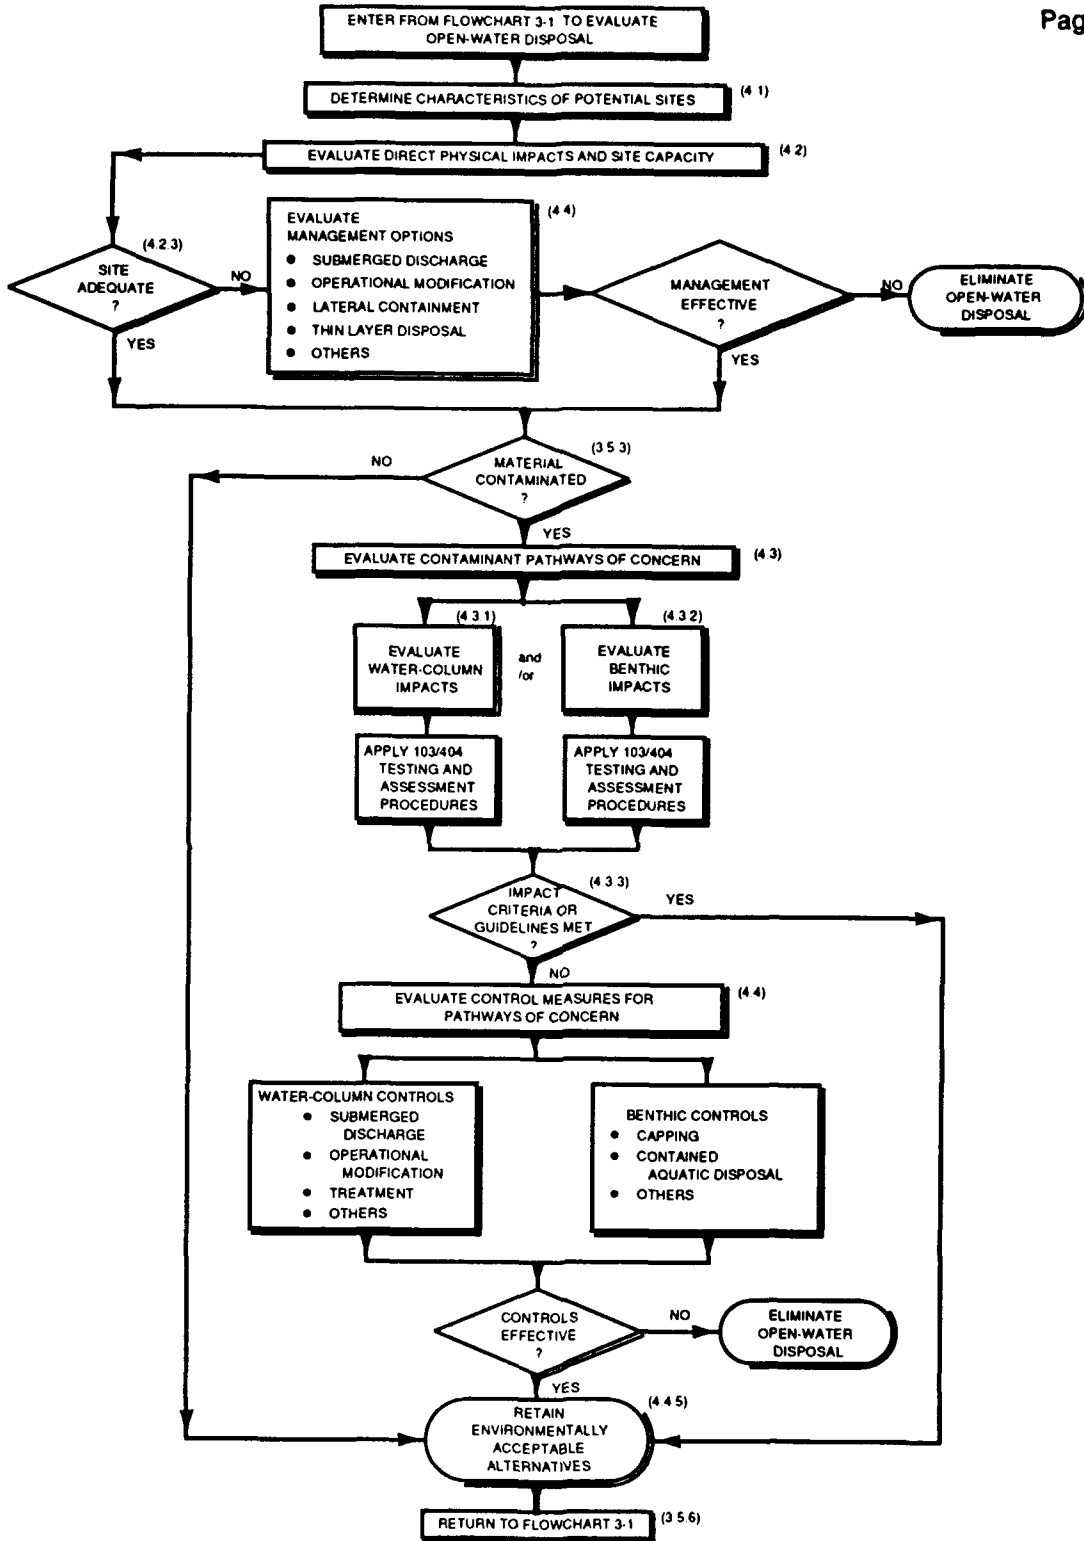 Pag
ENTER FROM FLOWCHART 3-1 TO EVALUATE
OPEN-WATER DISPOSAL
DETERMINE CHARACTERISTICS OF POTENTIAL SITES
(4.1)
EVALUATE DIRECT PHYSICAL IMPACTS AND SITE CAPACITY
(4.2)
(4.2.3)
SITE
ADEQUATE
?
NO
YES
(4.4)
EVALUATE
MANAGEMENT OPTIONS
● SUBMERGED DISCHARGE
● OPERATIONAL MODIFICATION
● LATERAL CONTAINMENT
● THIN LAYER DISPOSAL
● OTHERS
MANAGEMENT
EFFECTIVE
?
NO
YES
ELIMINATE
OPEN-WATER
DISPOSAL
(3.5.3)
MATERIAL
CONTAMINATED
?
NO
YES
EVALUATE CONTAMINANT PATHWAYS OF CONCERN
(4.3)
(4.3.1)
EVALUATE
WATER-COLUMN
IMPACTS
and
/or
(4.3.2)
EVALUATE
BENTHIC
IMPACTS
APPLY 103/404
TESTING AND
ASSESSMENT
PROCEDURES
APPLY 103/404
TESTING AND
ASSESSMENT
PROCEDURES
(4.3.3)
IMPACT
CRITERIA OR
GUIDELINES MET
?
YES
NO
EVALUATE CONTROL MEASURES FOR
PATHWAYS OF CONCERN
(4.4)
WATER-COLUMN CONTROLS
● SUBMERGED
DISCHARGE
● OPERATIONAL
MODIFICATION
● TREATMENT
● OTHERS
BENTHIC CONTROLS
● CAPPING
● CONTAINED
AQUATIC DISPOSAL
● OTHERS
CONTROLS
EFFECTIVE
?
NO
YES
ELIMINATE
OPEN-WATER
DISPOSAL
(4.4.5)
RETAIN
ENVIRONMENTALLY
ACCEPTABLE
ALTERNATIVES
RETURN TO FLOWCHART 3-1
(3.5.6)